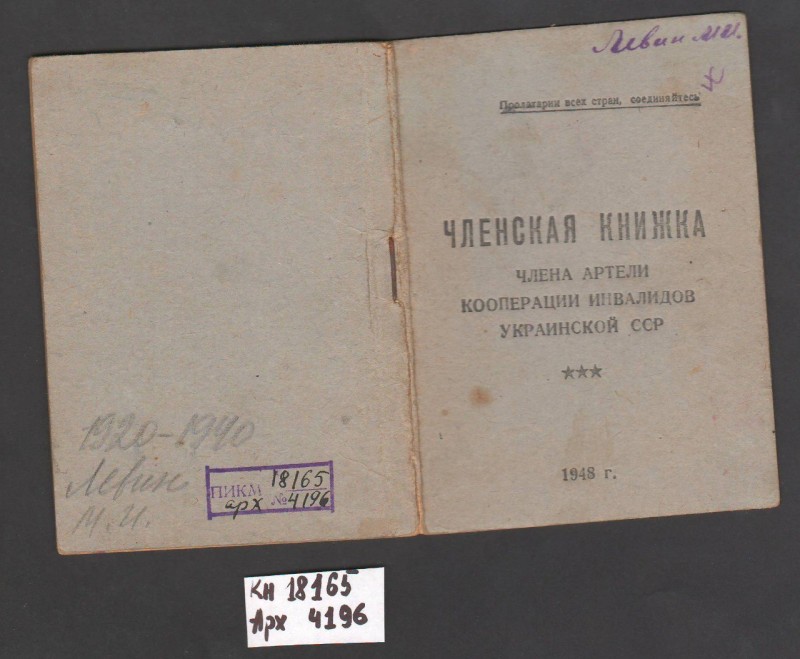 Левин М.И.
Пролетарии всех стран, соединяйтесь
ЧЛЕНСКАЯ КНИЖКА
ЧЛЕНА АРТЕЛИ
КООПЕРАЦИИ ИНВАЛИДОВ
УКРАИНСКОЙ ССР
★★★
1948 г.
1920-1940
Левин
М.И.
ПИКМ 18165
арх №4196
КН 18165
Арх 4196